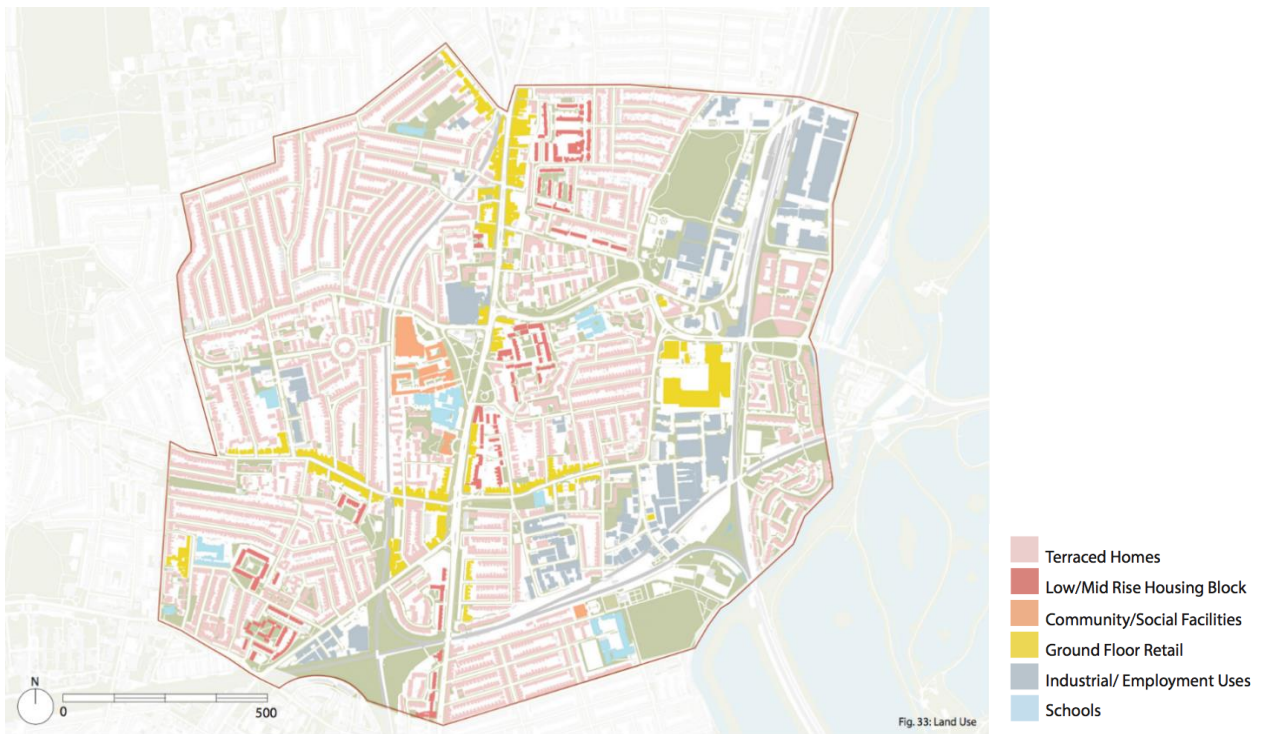 Terraced Homes
Low/Mid Rise Housing Block
Community/Social Facilities
Ground Floor Retail
Industrial/ Employment Uses
Schools
N
0 500
Fig. 33: Land Use